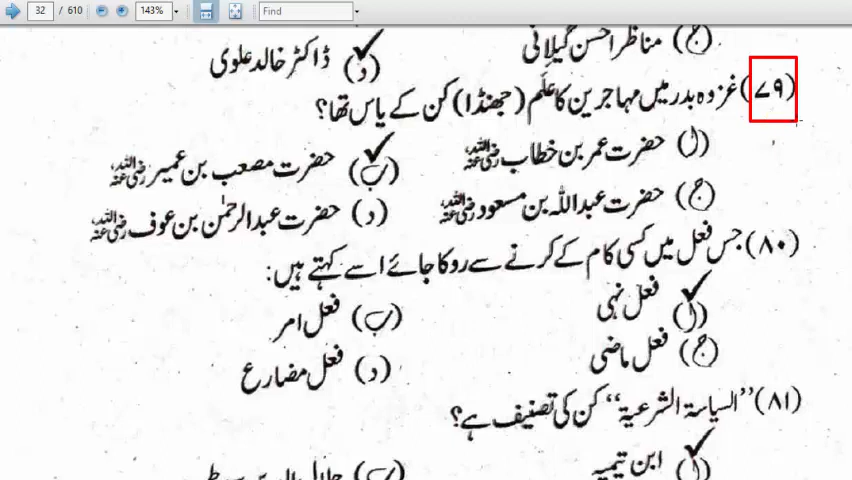 32 / 610 143% Find
(ج) مناظر احسن گیلانی (د) ڈاکٹر خالد علوی
(۷۹) غزوہ بدر میں مہاجرین کا علَم (جھنڈا) کن کے پاس تھا؟
(ا) حضرت عمر بن خطاب رضی اللہ عنہ (ب) حضرت مصعب بن عمیر رضی اللہ عنہ
(ج) حضرت عبداللہ بن مسعود رضی اللہ عنہ (د) حضرت عبدالرحمٰن بن عوف رضی اللہ عنہ
(۸۰) جس فعل میں کسی کام کے کرنے سے روکا جائے اسے کہتے ہیں:
(ا) فعل نہی (ب) فعل امر
(ج) فعل ماضی (د) فعل مضارع
(۸۱) ”السیاسۃ الشرعیۃ“ کن کی تصنیف ہے؟
(ا) ابن تیمیہ (ب)